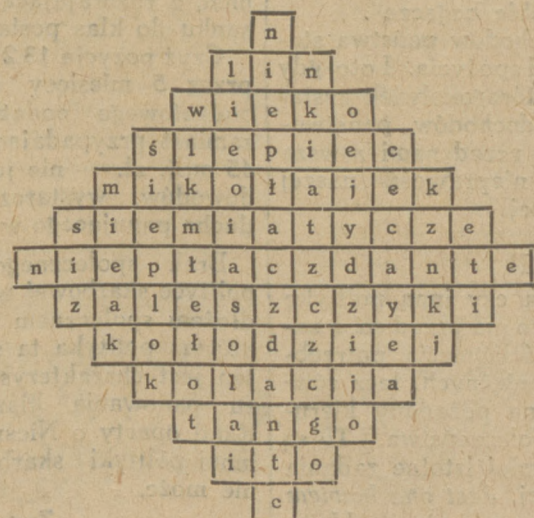 n
lin
wieko
ślepiec
mikołajek
siemiatycze
niepłaczdante
zaleszczyki
kołodziej
kolacja
tango
ito
c